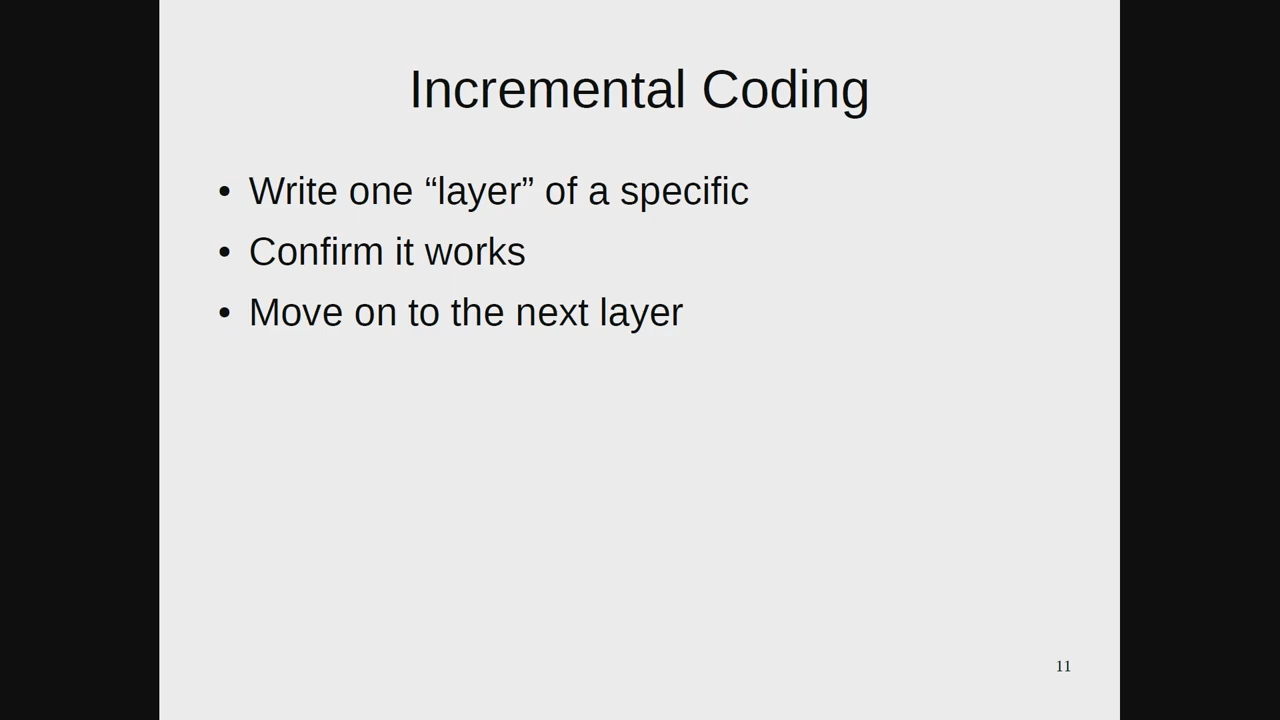 Incremental Coding
• Write one “layer” of a specific
• Confirm it works
• Move on to the next layer
11